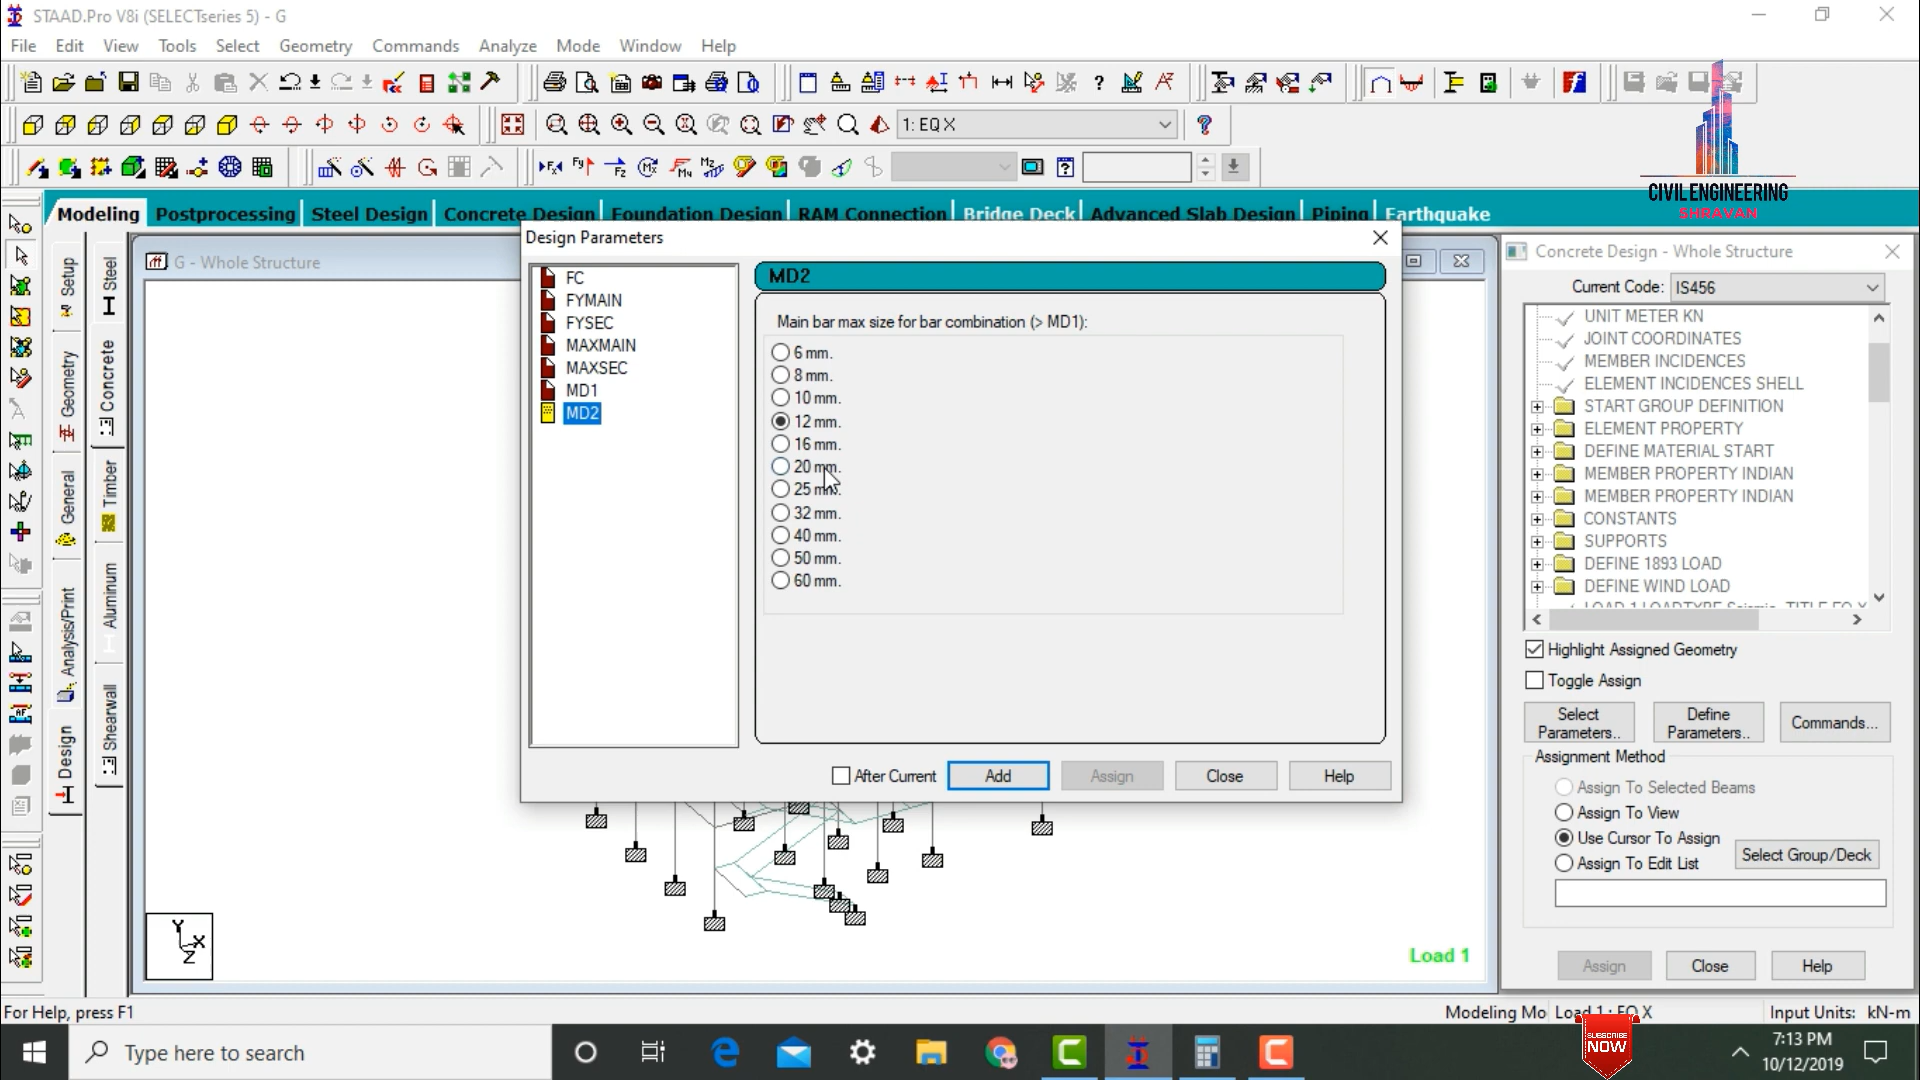 STAAD.Pro V8i (SELECTseries 5) - G
File Edit View Tools Select Geometry Commands Analyze Mode Window Help
1: EQ X
CIVIL ENGINEERING
SHRAVAN
Modeling Postprocessing Steel Design Concrete Design Foundation Design RAM Connection Bridge Deck Advanced Slab Design Piping Earthquake
Setup
Geometry
General
Analysis/Print
Design
Steel
Concrete
Timber
Aluminum
Shearwall
G - Whole Structure
Design Parameters
FC
FYMAIN
FYSEC
MAXMAIN
MAXSEC
MD1
MD2
MD2
Main bar max size for bar combination (> MD1):
6 mm.
8 mm.
10 mm.
12 mm.
16 mm.
20 mm.
25 mm.
32 mm.
40 mm.
50 mm.
60 mm.
After Current Add Assign Close Help
Y
X
Z
Load 1
Concrete Design - Whole Structure
Current Code: IS456
UNIT METER KN
JOINT COORDINATES
MEMBER INCIDENCES
ELEMENT INCIDENCES SHELL
START GROUP DEFINITION
ELEMENT PROPERTY
DEFINE MATERIAL START
MEMBER PROPERTY INDIAN
MEMBER PROPERTY INDIAN
CONSTANTS
SUPPORTS
DEFINE 1893 LOAD
DEFINE WIND LOAD
LOAD 1 LOADTYPE Seismic TITLE EQ X
Highlight Assigned Geometry
Toggle Assign
Select Parameters.. Define Parameters.. Commands...
Assignment Method
Assign To Selected Beams
Assign To View
Use Cursor To Assign
Assign To Edit List
Select Group/Deck
Assign Close Help
For Help, press F1
Modeling Mo Load 1 : EQ X Input Units: kN-m
SUBSCRIBE
NOW
Type here to search
7:13 PM
10/12/2019